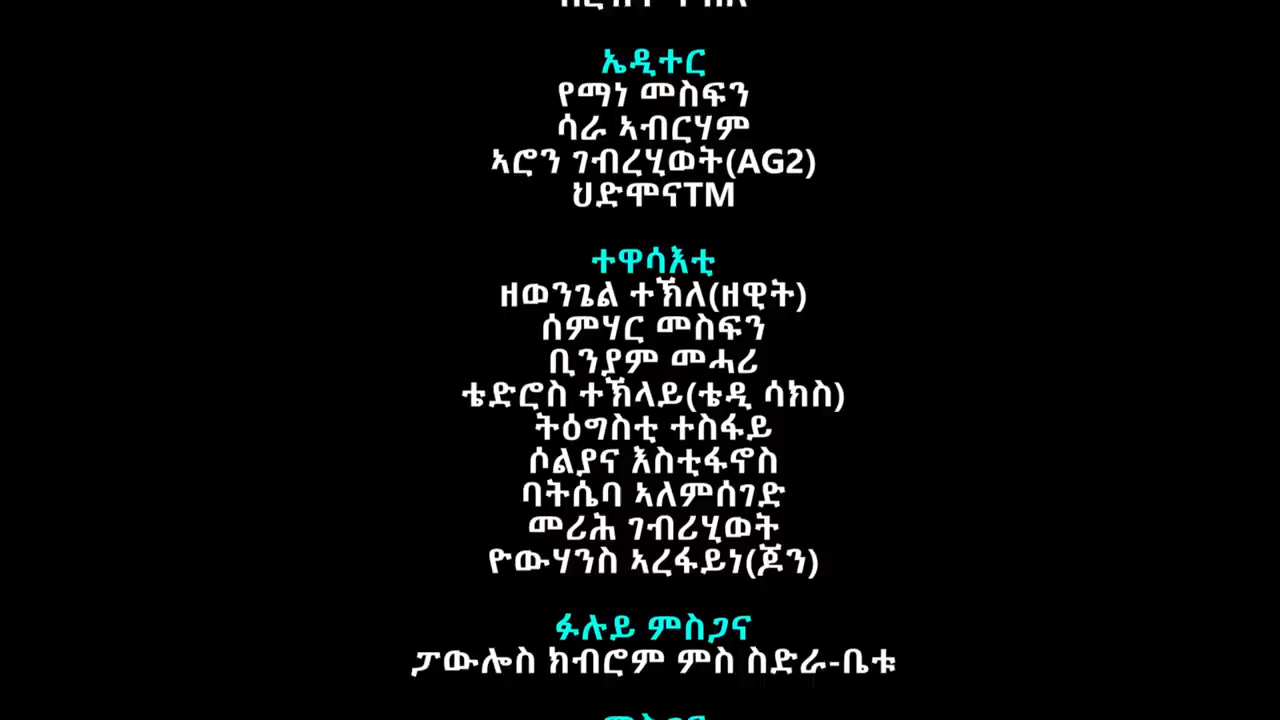 ኤዲተር
የማነ መስፍን
ሳራ ኣብርሃም
ኣሮን ገብረሂወት(AG2)
ህድሞናTM
ተዋሳእቲ
ዘወንጌል ተኽለ(ዘዊት)
ሰምሃር መስፍን
ቢንያም መሓሪ
ቴድሮስ ተኽላይ(ቴዲ ሳክስ)
ትዕግስቲ ተስፋይ
ሶልያና እስቲፋኖስ
ባትሴባ ኣለምሰገድ
መሪሕ ገብሪሂወት
ዮውሃንስ ኣረፋይነ(ጆን)
ፉሉይ ምስጋና
ፓውሎስ ክብሮም ምስ ስድራ-ቤቱ